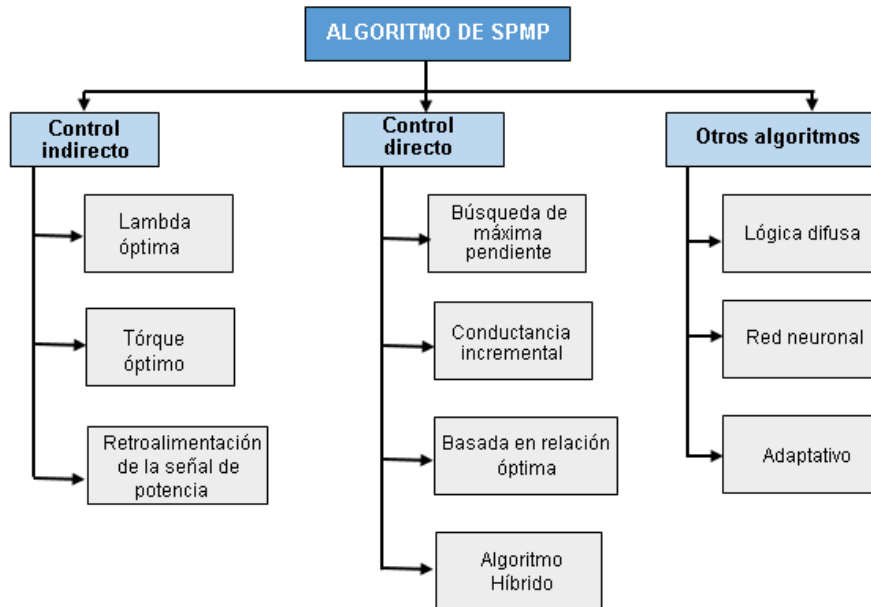 ALGORITMO DE SPMP
Control
indirecto
Lambda
óptima
Tórque
óptimo
Retroalimentación
de la señal de
potencia
Control
directo
Búsqueda de
máxima
pendiente
Conductancia
incremental
Basada en relación
óptima
Algoritmo
Híbrido
Otros algoritmos
Lógica difusa
Red neuronal
Adaptativo